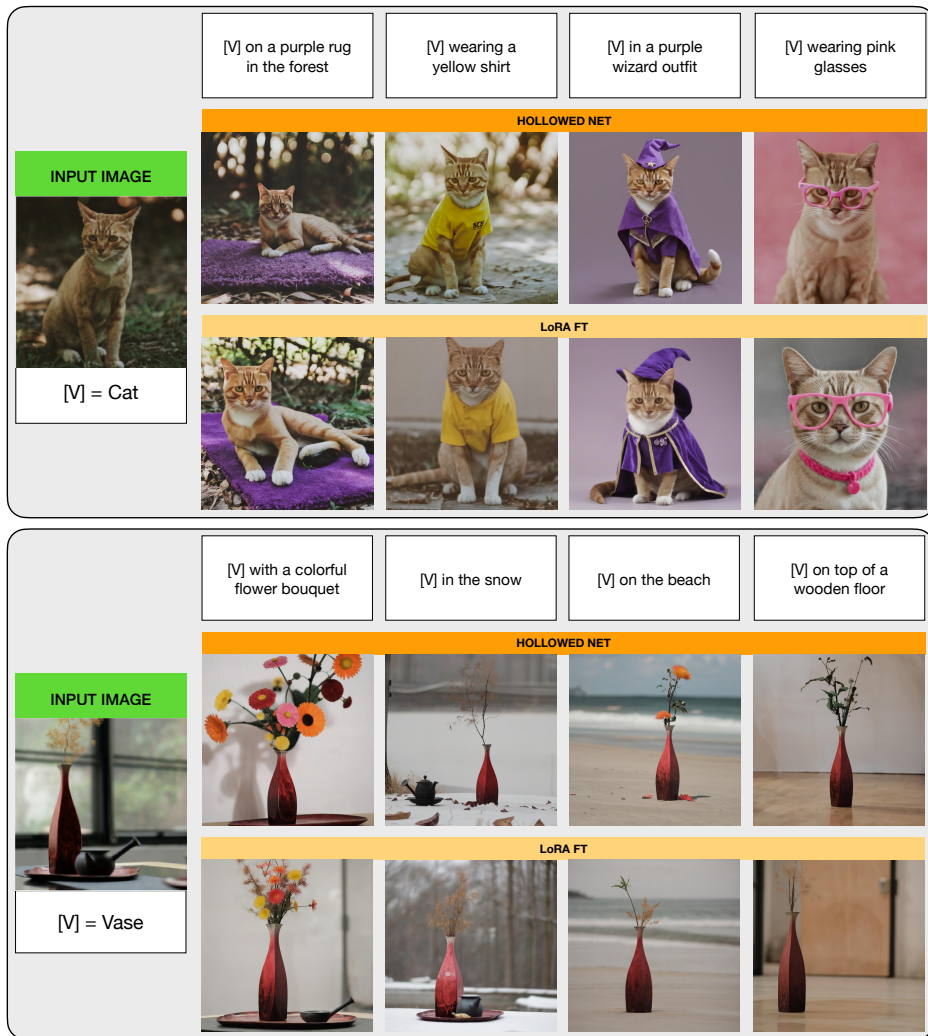 [V] on a purple rug
in the forest
[V] wearing a
yellow shirt
[V] in a purple
wizard outfit
[V] wearing pink
glasses
HOLLOWED NET
INPUT IMAGE
LoRA FT
[V] = Cat
[V] with a colorful
flower bouquet
[V] in the snow
[V] on the beach
[V] on top of a
wooden floor
HOLLOWED NET
INPUT IMAGE
LoRA FT
[V] = Vase